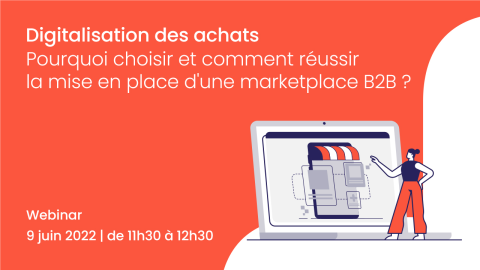 Digitalisation des achats
Pourquoi choisir et comment réussir
la mise en place d'une marketplace B2B ?
Webinar
9 juin 2022 | de 11h30 à 12h30